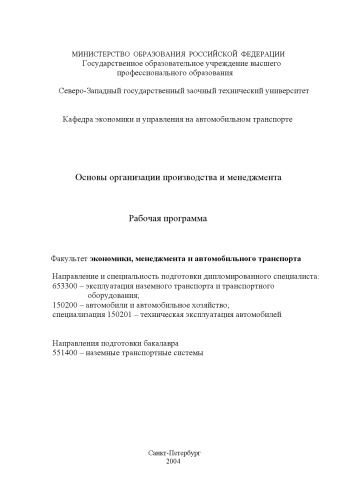 МИНИСТЕРСТВО ОБРАЗОВАНИЯ РОССИЙСКОЙ ФЕДЕРАЦИИ
Государственное образовательное учреждение высшего
профессионального образования
Северо-Западный государственный заочный технический университет
Кафедра экономики и управления на автомобильном транспорте
Основы организации производства и менеджмента
Рабочая программа
Факультет экономики, менеджмента и автомобильного транспорта
Направление и специальность подготовки дипломированного специалиста:
653300 – эксплуатация наземного транспорта и транспортного
оборудования;
150200 – автомобили и автомобильное хозяйство;
специализация 150201 – техническая эксплуатация автомобилей
Направления подготовки бакалавра
551400 – наземные транспортные системы
Санкт-Петербург
2004